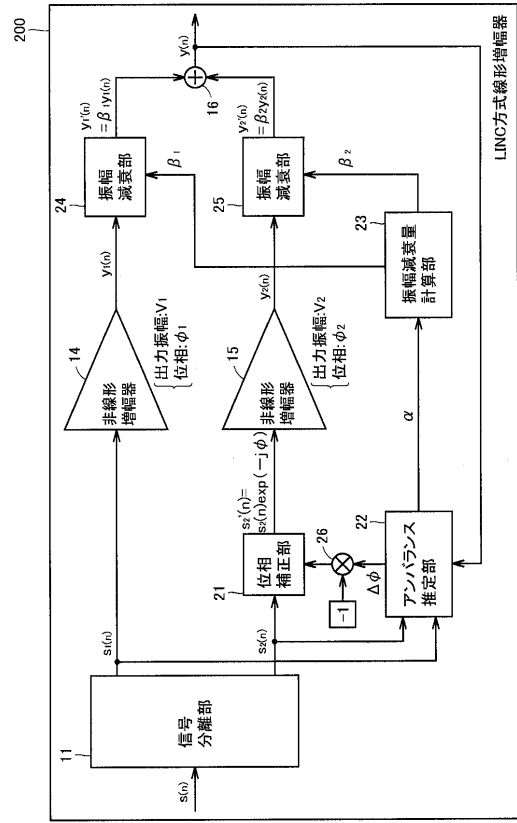 200
LINC方式線形増幅器
s(n)
11
信号
分離部
s1(n)
s2(n)
14
非線形
増幅器
出力振幅:V1
位相:φ1
y1(n)
24
振幅
減衰部
y1'(n)
=β1y1(n)
β1
16
y(n)
21
位相
補正部
s2'(n)=
s2(n)exp(-jφ)
15
非線形
増幅器
出力振幅:V2
位相:φ2
y2(n)
25
振幅
減衰部
y2'(n)
=β2y2(n)
β2
-1
26
Δφ
22
アンバランス
推定部
α
23
振幅減衰量
計算部